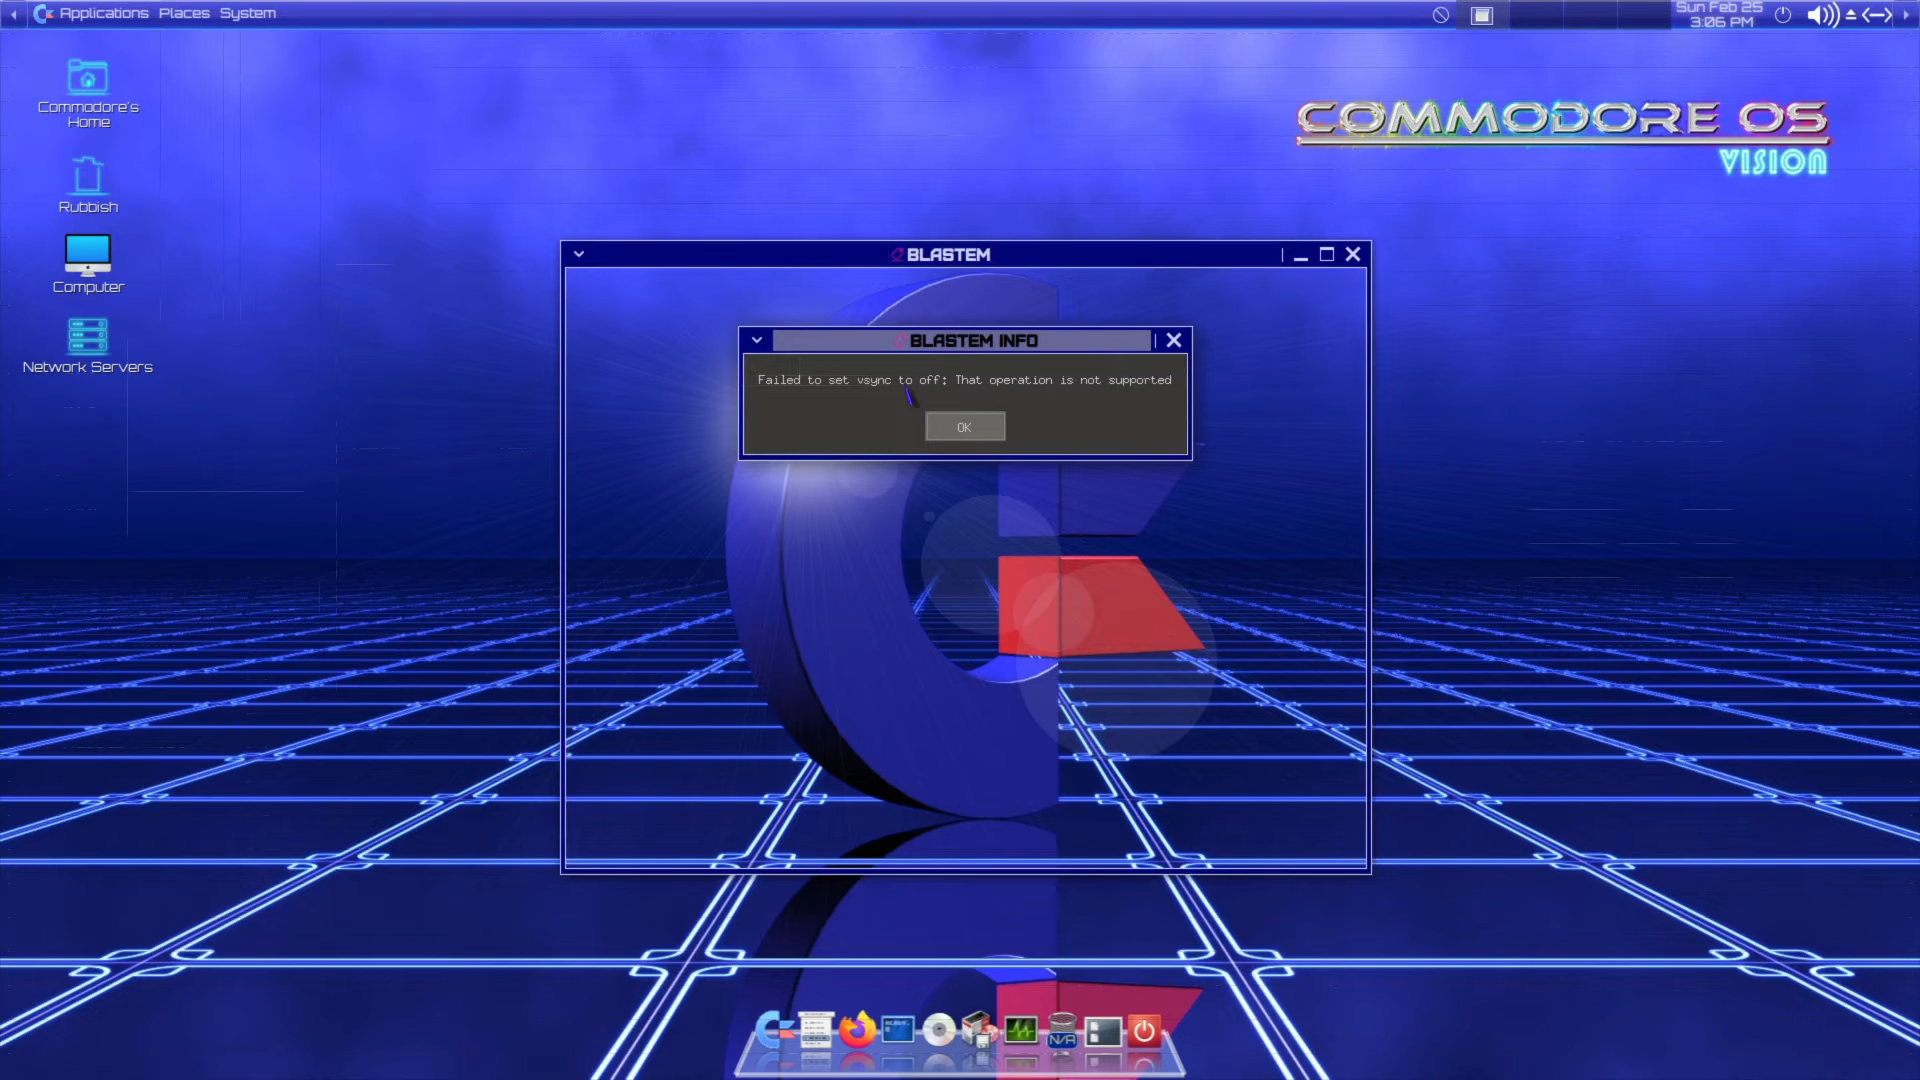 Applications Places System
Sun Feb 25
3:06 PM
Commodore's
Home
Rubbish
Computer
Network Servers
COMMODORE OS
VISION
BLASTEM
BLASTEM INFO
Failed to set vsync to off: That operation is not supported
OK
N/A